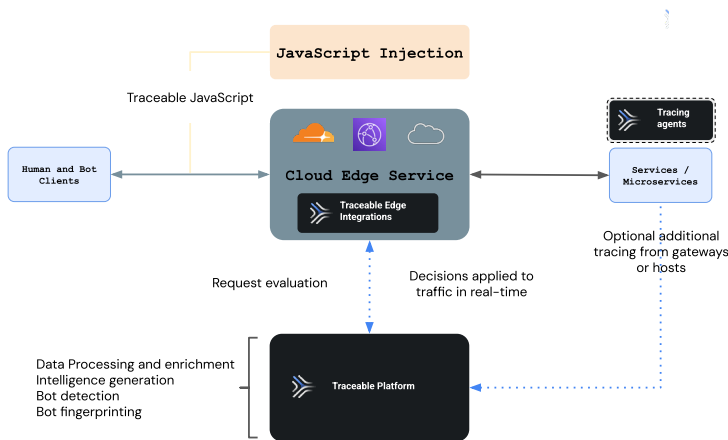 JavaScript Injection
Traceable JavaScript
Tracing
agents
Human and Bot
Clients
Cloud Edge Service
Services /
Microservices
Traceable Edge
Integrations
Optional additional
tracing from gateways
or hosts
Request evaluation
Decisions applied to
traffic in real-time
Data Processing and enrichment
Intelligence generation
Bot detection
Bot fingerprinting
Traceable Platform